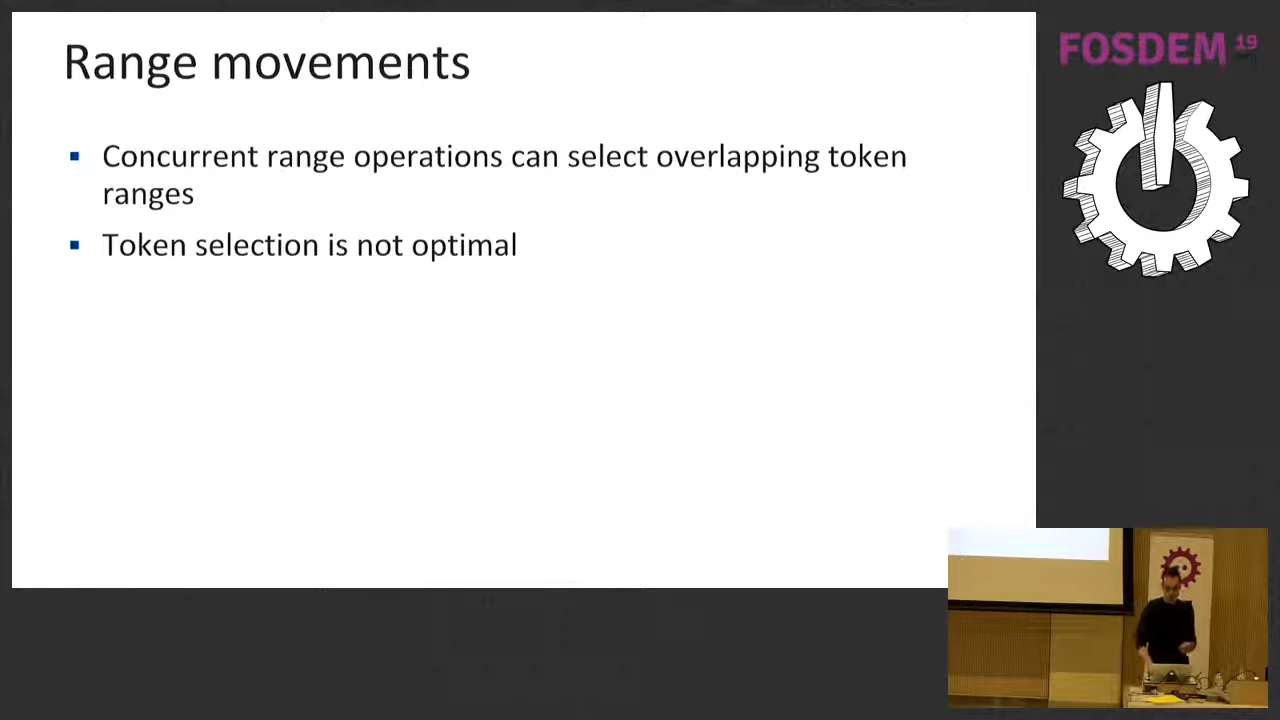 Range movements
Concurrent range operations can select overlapping token
ranges
Token selection is not optimal
FOSDEM 19